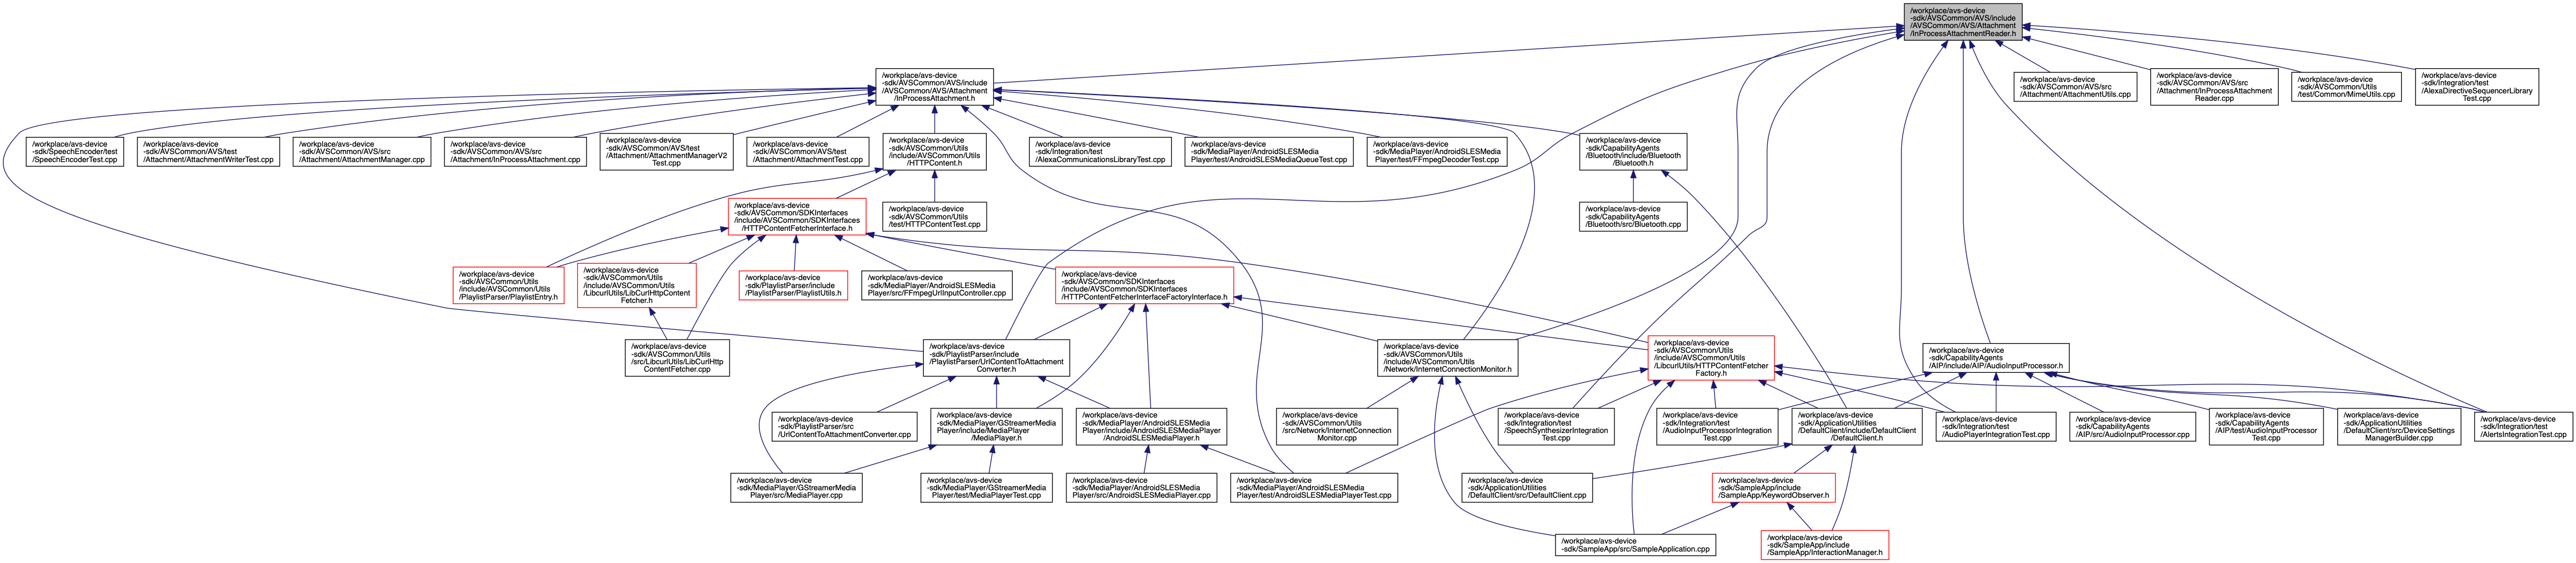 /workplace/avs-device
-sdk/AVSCommon/AVS/include
/AVSCommon/AVS/Attachment
/InProcessAttachmentReader.h
/workplace/avs-device
-sdk/AVSCommon/AVS/include
/AVSCommon/AVS/Attachment
/InProcessAttachment.h
/workplace/avs-device
-sdk/AVSCommon/AVS/src
/Attachment/AttachmentUtils.cpp
/workplace/avs-device
-sdk/AVSCommon/AVS/src
/Attachment/InProcessAttachment
Reader.cpp
/workplace/avs-device
-sdk/AVSCommon/Utils
/test/Common/MimeUtils.cpp
/workplace/avs-device
-sdk/Integration/test
/AlexaDirectiveSequencerLibrary
Test.cpp
/workplace/avs-device
-sdk/SpeechEncoder/test
/SpeechEncoderTest.cpp
/workplace/avs-device
-sdk/AVSCommon/AVS/test
/Attachment/AttachmentWriterTest.cpp
/workplace/avs-device
-sdk/AVSCommon/AVS/src
/Attachment/AttachmentManager.cpp
/workplace/avs-device
-sdk/AVSCommon/AVS/src
/Attachment/InProcessAttachment.cpp
/workplace/avs-device
-sdk/AVSCommon/AVS/test
/Attachment/AttachmentManagerV2
Test.cpp
/workplace/avs-device
-sdk/AVSCommon/AVS/test
/Attachment/AttachmentTest.cpp
/workplace/avs-device
-sdk/AVSCommon/Utils
/include/AVSCommon/Utils
/HTTPContent.h
/workplace/avs-device
-sdk/Integration/test
/AlexaCommunicationsLibraryTest.cpp
/workplace/avs-device
-sdk/MediaPlayer/AndroidSLESMedia
Player/test/AndroidSLESMediaQueueTest.cpp
/workplace/avs-device
-sdk/MediaPlayer/AndroidSLESMedia
Player/test/FFmpegDecoderTest.cpp
/workplace/avs-device
-sdk/CapabilityAgents
/Bluetooth/include/Bluetooth
/Bluetooth.h
/workplace/avs-device
-sdk/AVSCommon/SDKInterfaces
/include/AVSCommon/SDKInterfaces
/HTTPContentFetcherInterface.h
/workplace/avs-device
-sdk/AVSCommon/Utils
/test/HTTPContentTest.cpp
/workplace/avs-device
-sdk/CapabilityAgents
/Bluetooth/src/Bluetooth.cpp
/workplace/avs-device
-sdk/AVSCommon/Utils
/include/AVSCommon/Utils
/PlaylistParser/PlaylistEntry.h
/workplace/avs-device
-sdk/AVSCommon/Utils
/include/AVSCommon/Utils
/LibcurlUtils/LibCurlHttpContent
Fetcher.h
/workplace/avs-device
-sdk/PlaylistParser/include
/PlaylistParser/PlaylistUtils.h
/workplace/avs-device
-sdk/MediaPlayer/AndroidSLESMedia
Player/src/FFmpegUrlInputController.cpp
/workplace/avs-device
-sdk/AVSCommon/SDKInterfaces
/include/AVSCommon/SDKInterfaces
/HTTPContentFetcherInterfaceFactoryInterface.h
/workplace/avs-device
-sdk/AVSCommon/Utils
/src/LibcurlUtils/LibCurlHttp
ContentFetcher.cpp
/workplace/avs-device
-sdk/PlaylistParser/include
/PlaylistParser/UrlContentToAttachment
Converter.h
/workplace/avs-device
-sdk/AVSCommon/Utils
/include/AVSCommon/Utils
/Network/InternetConnectionMonitor.h
/workplace/avs-device
-sdk/AVSCommon/Utils
/include/AVSCommon/Utils
/LibcurlUtils/HTTPContentFetcher
Factory.h
/workplace/avs-device
-sdk/CapabilityAgents
/AIP/include/AIP/AudioInputProcessor.h
/workplace/avs-device
-sdk/PlaylistParser/src
/UrlContentToAttachmentConverter.cpp
/workplace/avs-device
-sdk/MediaPlayer/GStreamerMedia
Player/include/MediaPlayer
/MediaPlayer.h
/workplace/avs-device
-sdk/MediaPlayer/AndroidSLESMedia
Player/include/AndroidSLESMediaPlayer
/AndroidSLESMediaPlayer.h
/workplace/avs-device
-sdk/AVSCommon/Utils
/src/Network/InternetConnection
Monitor.cpp
/workplace/avs-device
-sdk/Integration/test
/SpeechSynthesizerIntegration
Test.cpp
/workplace/avs-device
-sdk/Integration/test
/AudioInputProcessorIntegration
Test.cpp
/workplace/avs-device
-sdk/ApplicationUtilities
/DefaultClient/include/DefaultClient
/DefaultClient.h
/workplace/avs-device
-sdk/Integration/test
/AudioPlayerIntegrationTest.cpp
/workplace/avs-device
-sdk/CapabilityAgents
/AIP/src/AudioInputProcessor.cpp
/workplace/avs-device
-sdk/CapabilityAgents
/AIP/test/AudioInputProcessor
Test.cpp
/workplace/avs-device
-sdk/ApplicationUtilities
/DefaultClient/src/DeviceSettings
ManagerBuilder.cpp
/workplace/avs-device
-sdk/Integration/test
/AlertsIntegrationTest.cpp
/workplace/avs-device
-sdk/MediaPlayer/GStreamerMedia
Player/src/MediaPlayer.cpp
/workplace/avs-device
-sdk/MediaPlayer/GStreamerMedia
Player/test/MediaPlayerTest.cpp
/workplace/avs-device
-sdk/MediaPlayer/AndroidSLESMedia
Player/src/AndroidSLESMediaPlayer.cpp
/workplace/avs-device
-sdk/MediaPlayer/AndroidSLESMedia
Player/test/AndroidSLESMediaPlayerTest.cpp
/workplace/avs-device
-sdk/ApplicationUtilities
/DefaultClient/src/DefaultClient.cpp
/workplace/avs-device
-sdk/SampleApp/include
/SampleApp/KeywordObserver.h
/workplace/avs-device
-sdk/SampleApp/src/SampleApplication.cpp
/workplace/avs-device
-sdk/SampleApp/include
/SampleApp/InteractionManager.h